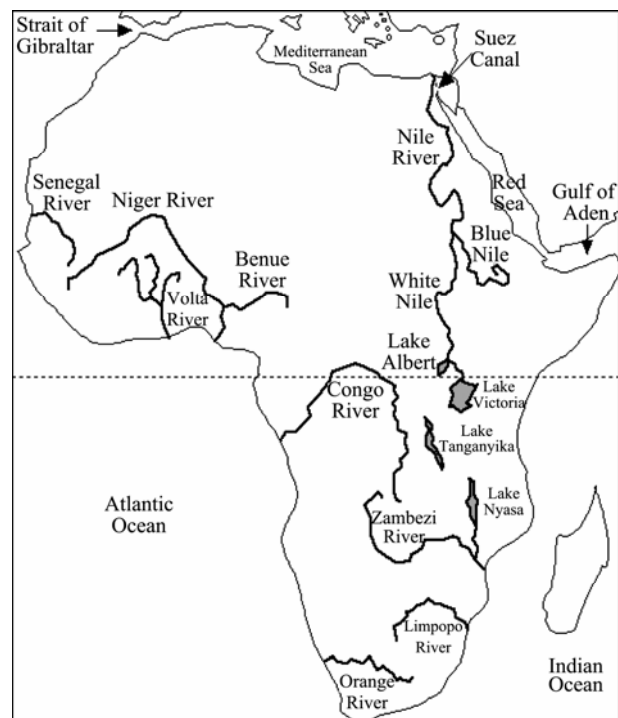 Strait of
Gibraltar
Mediterranean
Sea
Suez
Canal
Nile
River
Red
Sea
Gulf of
Aden
Senegal
River
Niger River
Blue
Nile
Benue
River
White
Nile
Volta
River
Lake
Albert
Congo
River
Lake
Victoria
Lake
Tanganyika
Atlantic
Ocean
Lake
Nyasa
Zambezi
River
Limpopo
River
Orange
River
Indian
Ocean